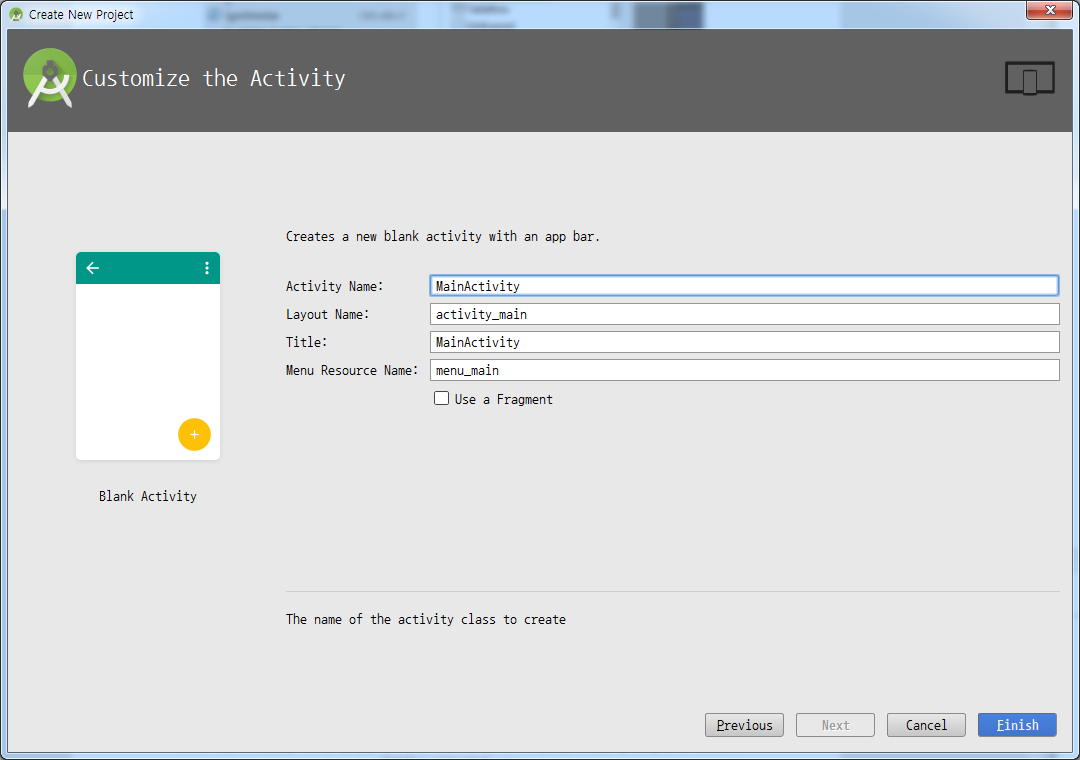 Create New Project
Customize the Activity
Creates a new blank activity with an app bar.
Activity Name: MainActivity
Layout Name: activity_main
Title: MainActivity
Menu Resource Name: menu_main
Use a Fragment
Blank Activity
The name of the activity class to create
Previous Next Cancel Finish